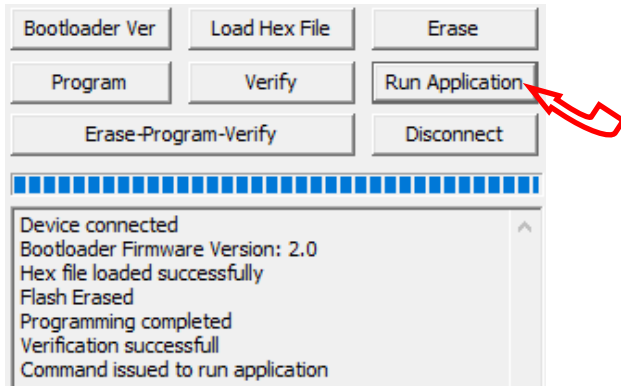 Bootloader Ver Load Hex File Erase
Program Verify Run Application
Erase-Program-Verify Disconnect
Device connected
Bootloader Firmware Version: 2.0
Hex file loaded successfully
Flash Erased
Programming completed
Verification successfull
Command issued to run application